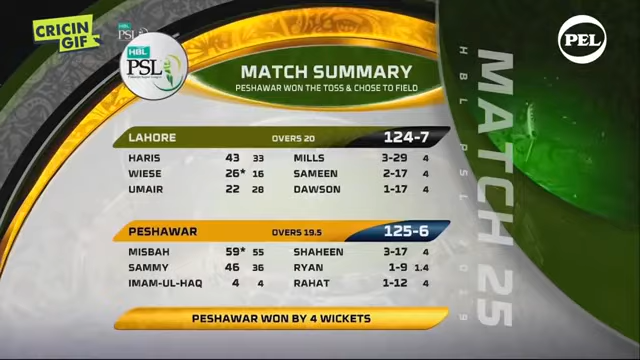 CRICIN
GIF
HBL
PSL
HBL
PSL
PEL
MATCH SUMMARY
PESHAWAR WON THE TOSS & CHOSE TO FIELD
LAHORE OVERS 20 124-7
HARIS 43 33 MILLS 3-29 4
WIESE 26* 16 SAMEEN 2-17 4
UMAIR 22 28 DAWSON 1-17 4
PESHAWAR OVERS 19.5 125-6
MISBAH 59* 55 SHAHEEN 3-17 4
SAMMY 46 36 RYAN 1-9 1.4
IMAM-UL-HAQ 4 4 RAHAT 1-12 4
PESHAWAR WON BY 4 WICKETS
MATCH 25
HBL PSL 2019